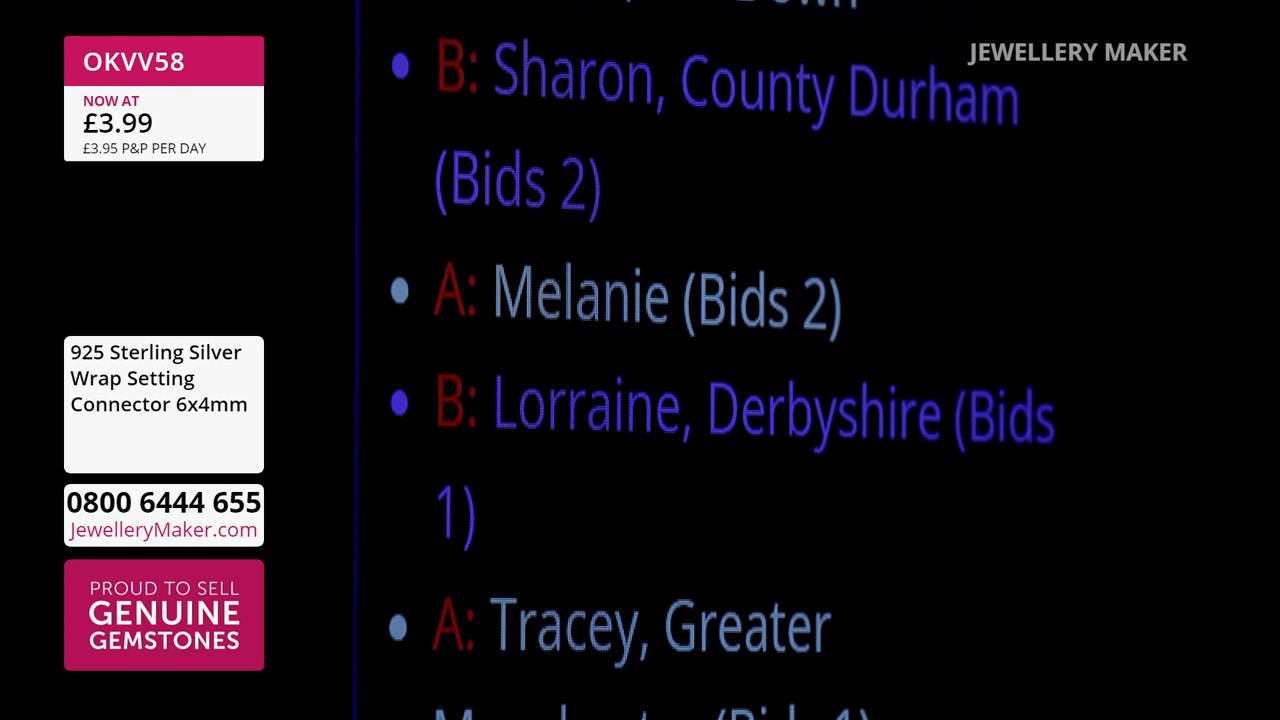 OKVV58
NOW AT
£3.99
£3.95 P&P PER DAY
925 Sterling Silver
Wrap Setting
Connector 6x4mm
0800 6444 655
JewelleryMaker.com
PROUD TO SELL
GENUINE
GEMSTONES
JEWELLERY MAKER
B: Sharon, County Durham
(Bids 2)
A: Melanie (Bids 2)
B: Lorraine, Derbyshire (Bids
1)
A: Tracey, Greater